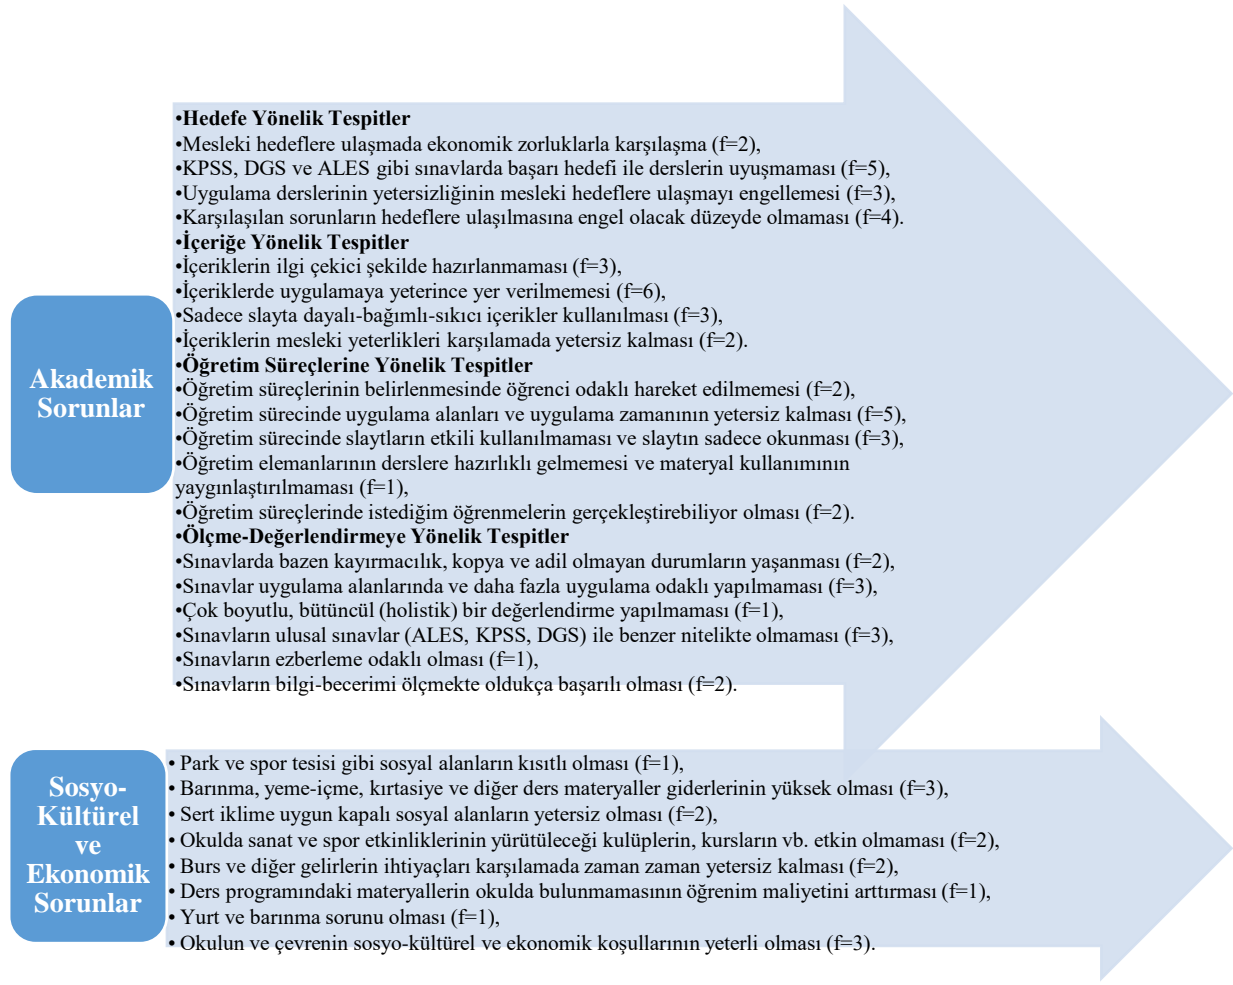 Akademik
Sorunlar
•Hedefe Yönelik Tespitler
•Mesleki hedeflere ulaşmada ekonomik zorluklarla karşılaşma (f=2),
•KPSS, DGS ve ALES gibi sınavlarda başarı hedefi ile derslerin uyuşmaması (f=5),
•Uygulama derslerinin yetersizliğinin mesleki hedeflere ulaşmayı engellemesi (f=3),
•Karşılaşılan sorunların hedeflere ulaşılmasına engel olacak düzeyde olmaması (f=4).
•İçeriğe Yönelik Tespitler
•İçeriklerin ilgi çekici şekilde hazırlanmaması (f=3),
•İçeriklerde uygulamaya yeterince yer verilmemesi (f=6),
•Sadece slayta dayalı-bağımlı-sıkıcı içerikler kullanılması (f=3),
•İçeriklerin mesleki yeterlikleri karşılamada yetersiz kalması (f=2).
•Öğretim Süreçlerine Yönelik Tespitler
•Öğretim süreçlerinin belirlenmesinde öğrenci odaklı hareket edilmemesi (f=2),
•Öğretim sürecinde uygulama alanları ve uygulama zamanının yetersiz kalması (f=5),
•Öğretim sürecinde slaytların etkili kullanılmaması ve slaytın sadece okunması (f=3),
•Öğretim elemanlarının derslere hazırlıklı gelmemesi ve materyal kullanımının
yaygınlaştırılmaması (f=1),
•Öğretim süreçlerinde istediğim öğrenmelerin gerçekleştirebiliyor olması (f=2).
•Ölçme-Değerlendirmeye Yönelik Tespitler
•Sınavlarda bazen kayırmacılık, kopya ve adil olmayan durumların yaşanması (f=2),
•Sınavlar uygulama alanlarında ve daha fazla uygulama odaklı yapılmaması (f=3),
•Çok boyutlu, bütüncül (holistik) bir değerlendirme yapılmaması (f=1),
•Sınavların ulusal sınavlar (ALES, KPSS, DGS) ile benzer nitelikte olmaması (f=3),
•Sınavların ezberleme odaklı olması (f=1),
•Sınavların bilgi-becerimi ölçmekte oldukça başarılı olması (f=2).
Sosyo-
Kültürel
ve
Ekonomik
Sorunlar
• Park ve spor tesisi gibi sosyal alanların kısıtlı olması (f=1),
• Barınma, yeme-içme, kırtasiye ve diğer ders materyaller giderlerinin yüksek olması (f=3),
• Sert iklime uygun kapalı sosyal alanların yetersiz olması (f=2),
• Okulda sanat ve spor etkinliklerinin yürütüleceği kulüplerin, kursların vb. etkin olmaması (f=2),
• Burs ve diğer gelirlerin ihtiyaçları karşılamada zaman zaman yetersiz kalması (f=2),
• Ders programındaki materyallerin okulda bulunmamasının öğrenim maliyetini arttırması (f=1),
• Yurt ve barınma sorunu olması (f=1),
• Okulun ve çevrenin sosyo-kültürel ve ekonomik koşullarının yeterli olması (f=3).